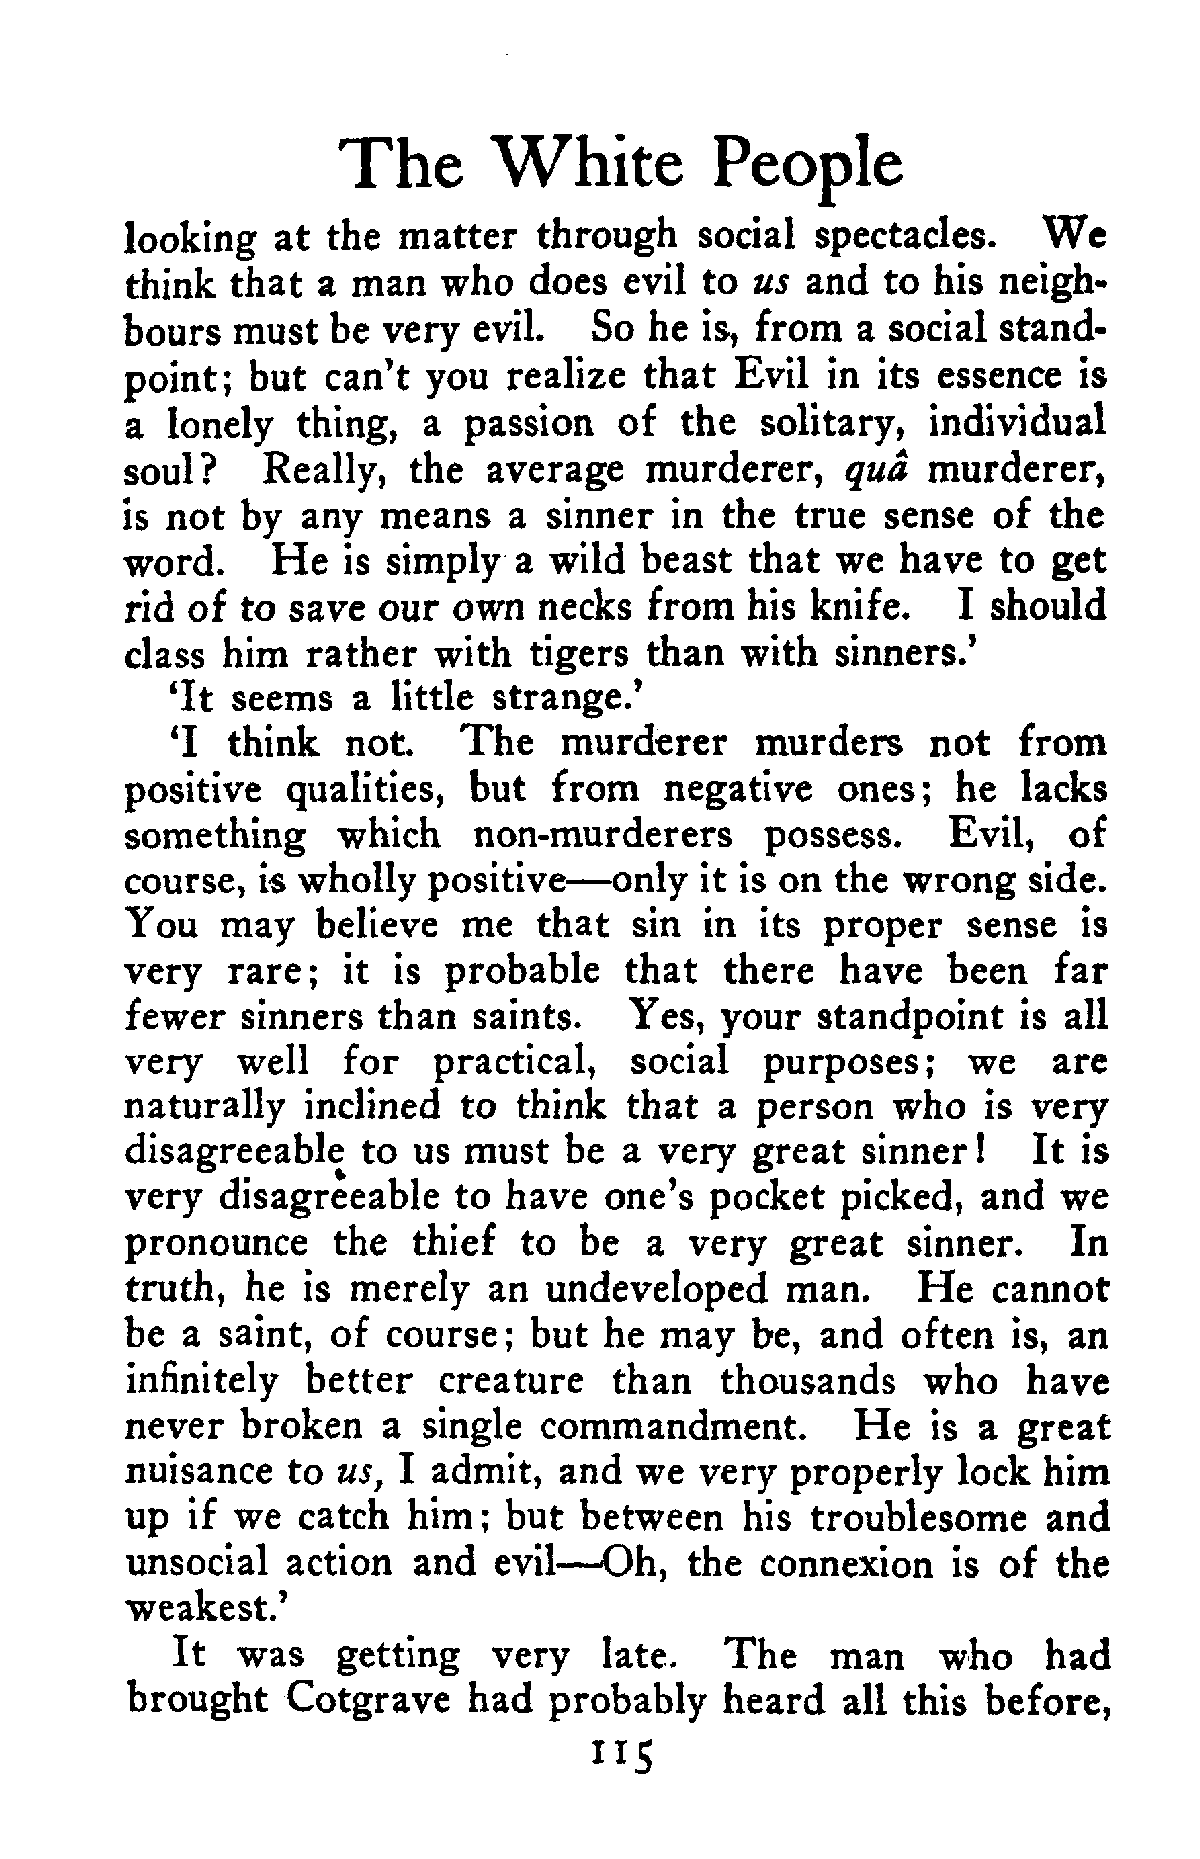 The White People
looking at the matter through social spectacles. We
think that a man who does evil to us and to his neigh-
bours must be very evil. So he is, from a social stand-
point; but can't you realize that Evil in its essence is
a lonely thing, a passion of the solitary, individual
soul? Really, the average murderer, quâ murderer,
is not by any means a sinner in the true sense of the
word. He is simply a wild beast that we have to get
rid of to save our own necks from his knife. I should
class him rather with tigers than with sinners.'
'It seems a little strange.'
'I think not. The murderer murders not from
positive qualities, but from negative ones; he lacks
something which non-murderers possess. Evil, of
course, is wholly positive—only it is on the wrong side.
You may believe me that sin in its proper sense is
very rare; it is probable that there have been far
fewer sinners than saints. Yes, your standpoint is all
very well for practical, social purposes; we are
naturally inclined to think that a person who is very
disagreeable to us must be a very great sinner! It is
very disagreeable to have one's pocket picked, and we
pronounce the thief to be a very great sinner. In
truth, he is merely an undeveloped man. He cannot
be a saint, of course; but he may be, and often is, an
infinitely better creature than thousands who have
never broken a single commandment. He is a great
nuisance to us, I admit, and we very properly lock him
up if we catch him; but between his troublesome and
unsocial action and evil—Oh, the connexion is of the
weakest.'
It was getting very late. The man who had
brought Cotgrave had probably heard all this before,
115